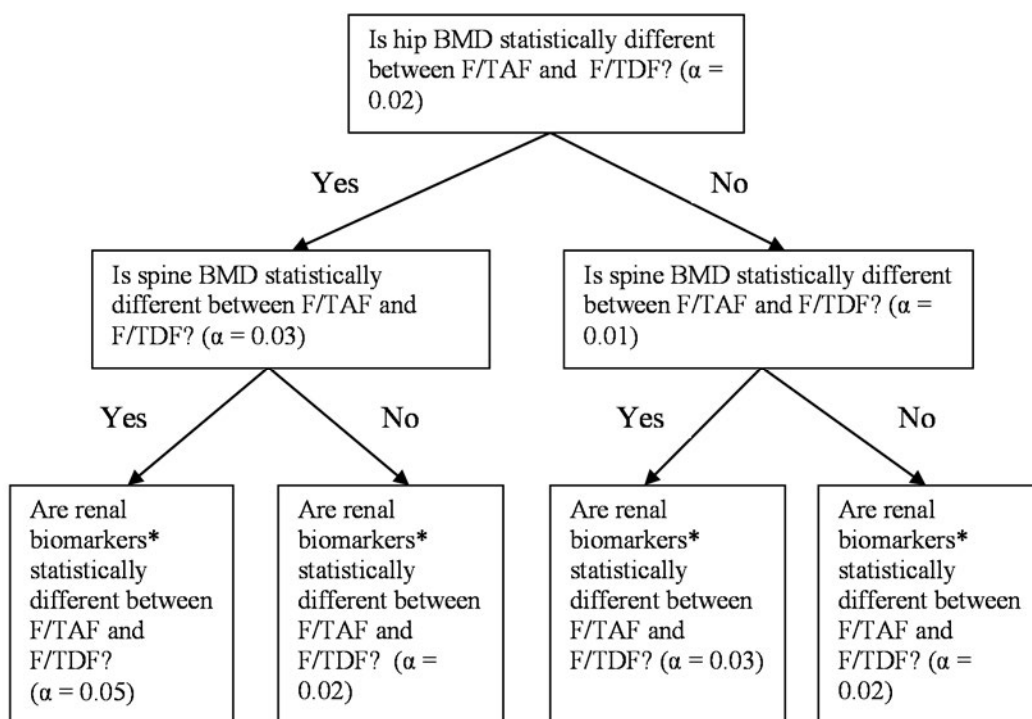 Is hip BMD statistically different
between F/TAF and  F/TDF? (α =
0.02)
Yes
No
Is spine BMD statistically
different between F/TAF and
F/TDF? (α = 0.03)
Is spine BMD statistically different
between F/TAF and F/TDF? (α =
0.01)
Yes
No
Yes
No
Are renal
biomarkers*
statistically
different between
F/TAF and
F/TDF?
(α = 0.05)
Are renal
biomarkers*
statistically
different between
F/TAF and
F/TDF?  (α =
0.02)
Are renal
biomarkers*
statistically
different between
F/TAF and
F/TDF? (α = 0.03)
Are renal
biomarkers*
statistically
different between
F/TAF and
F/TDF? (α =
0.02)